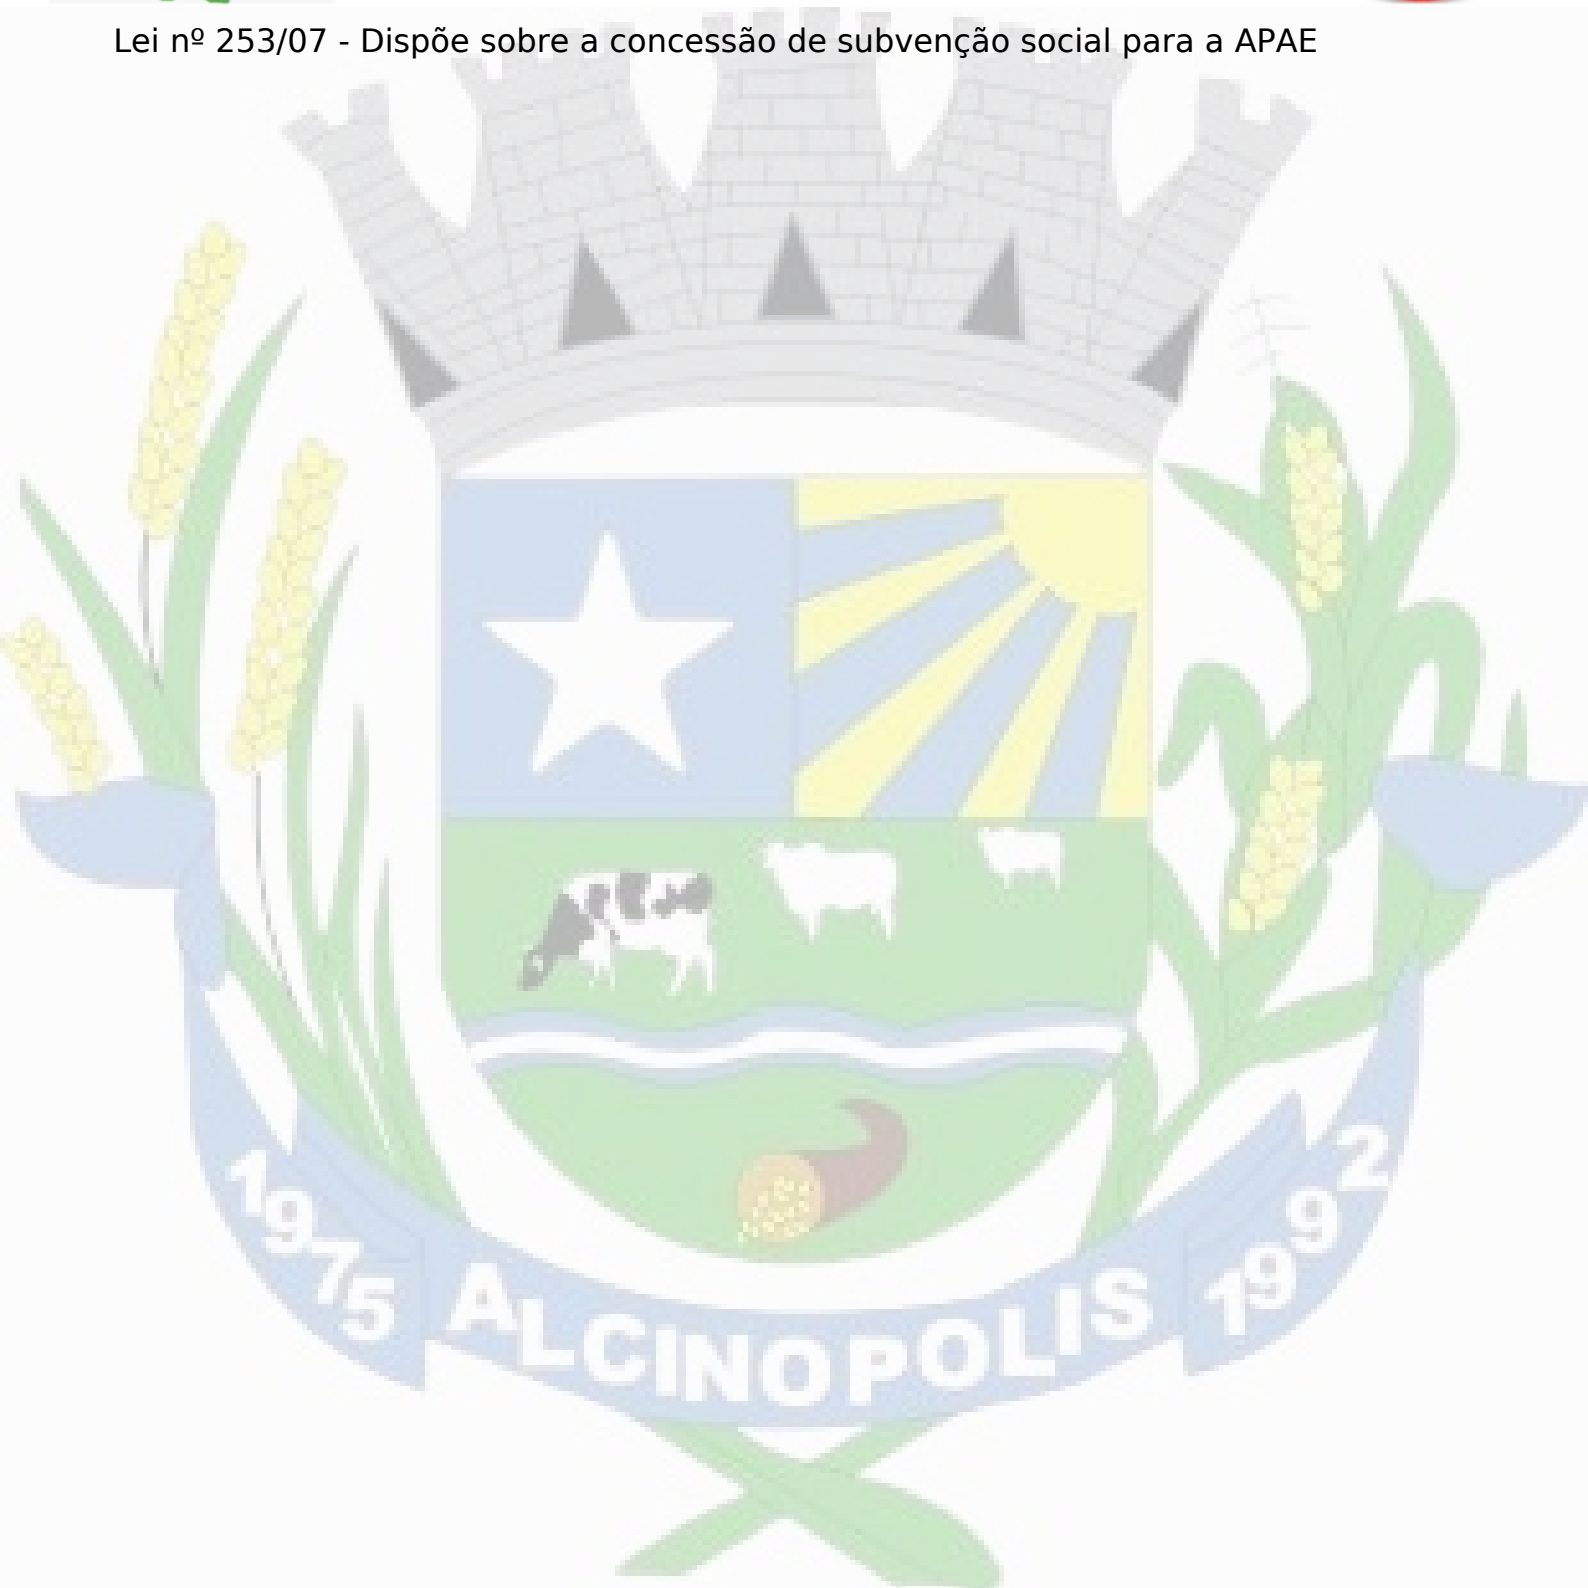 Lei nº 253/07 - Dispõe sobre a concessão de subvenção social para a APAE
1975 ALCINOPOLIS 1992